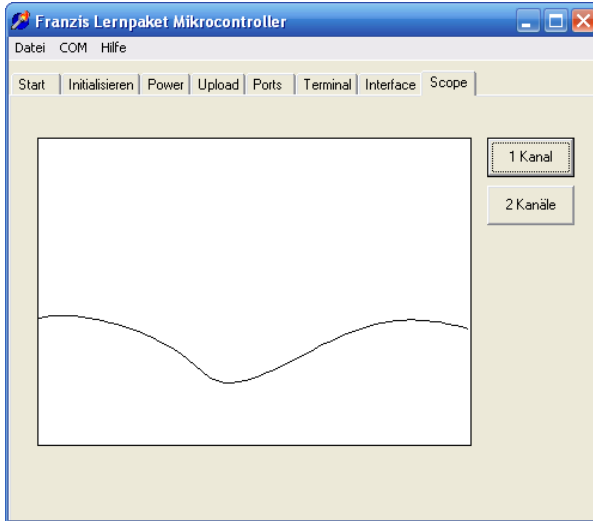 Franzis Lernpaket Mikrocontroller
Datei COM Hilfe
Start Initialisieren Power Upload Ports Terminal Interface Scope
1 Kanal
2 Kanäle